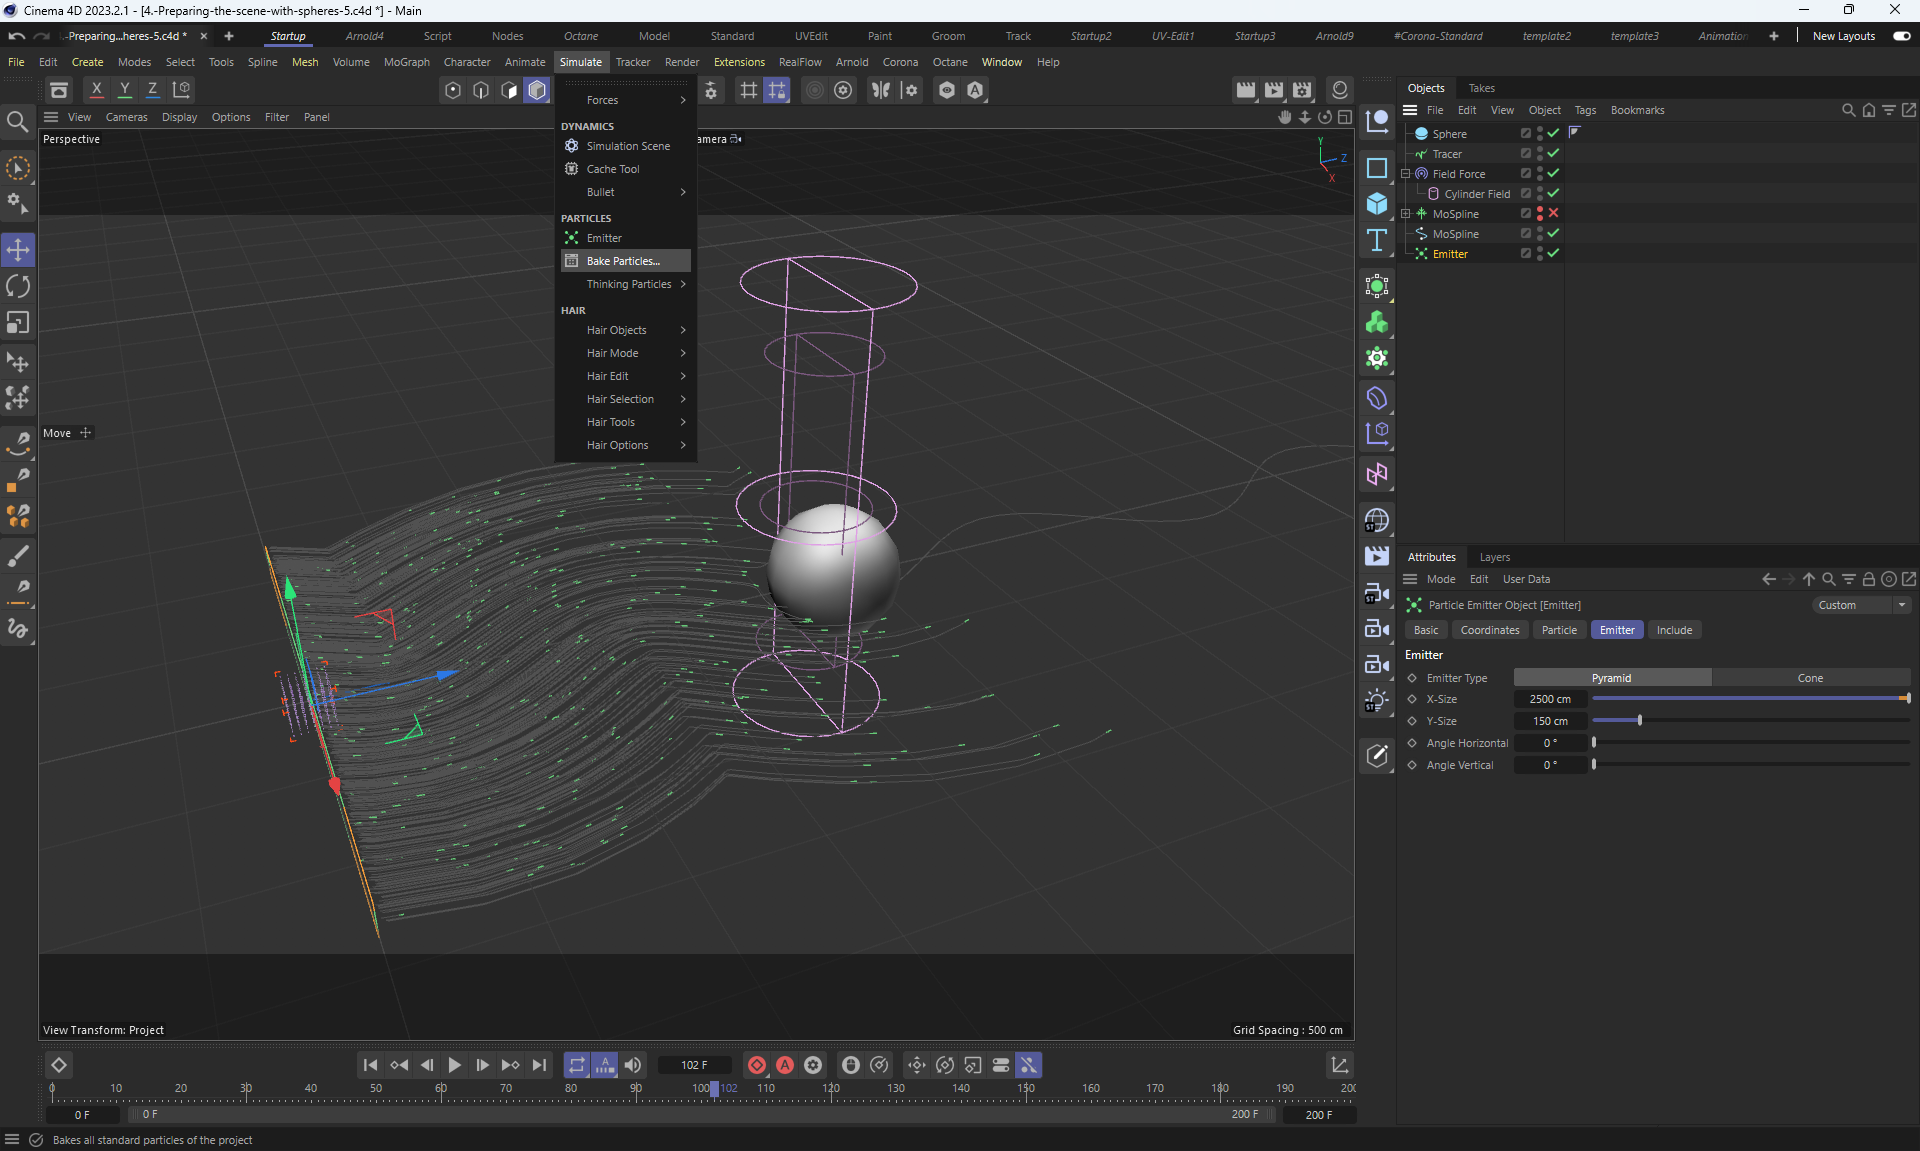 Cinema 4D 2023.2.1 - [4.-Preparing-the-scene-with-spheres-5.c4d *] - Main
.-Preparing...heres-5.c4d *
Startup Arnold4 Script Nodes Octane Model Standard UVEdit Paint Groom Track Startup2 UV-Edit1 Startup3 Arnold9 #Corona-Standard template2 template3 Animation New Layouts
File Edit Create Modes Select Tools Spline Mesh Volume MoGraph Character Animate Simulate Tracker Render Extensions RealFlow Arnold Corona Octane Window Help
X Y Z
View Cameras Display Options Filter Panel
Perspective
amera
Forces
DYNAMICS
Simulation Scene
Cache Tool
Bullet
PARTICLES
Emitter
Bake Particles...
Thinking Particles
HAIR
Hair Objects
Hair Mode
Hair Edit
Hair Selection
Hair Tools
Hair Options
Y
Z
X
Move
View Transform: Project
Grid Spacing : 500 cm
Objects Takes
File Edit View Object Tags Bookmarks
Sphere
Tracer
Field Force
Cylinder Field
MoSpline
MoSpline
Emitter
ST
ST
ST
Attributes Layers
Mode Edit User Data
Particle Emitter Object [Emitter]
Custom
Basic Coordinates Particle Emitter Include
Emitter
Emitter Type Pyramid Cone
X-Size 2500 cm
Y-Size 150 cm
Angle Horizontal 0 °
Angle Vertical 0 °
102 F
0 10 20 30 40 50 60 70 80 90 100 102 110 120 130 140 150 160 170 180 190 200
0 F 0 F 200 F 200 F
Bakes all standard particles of the project